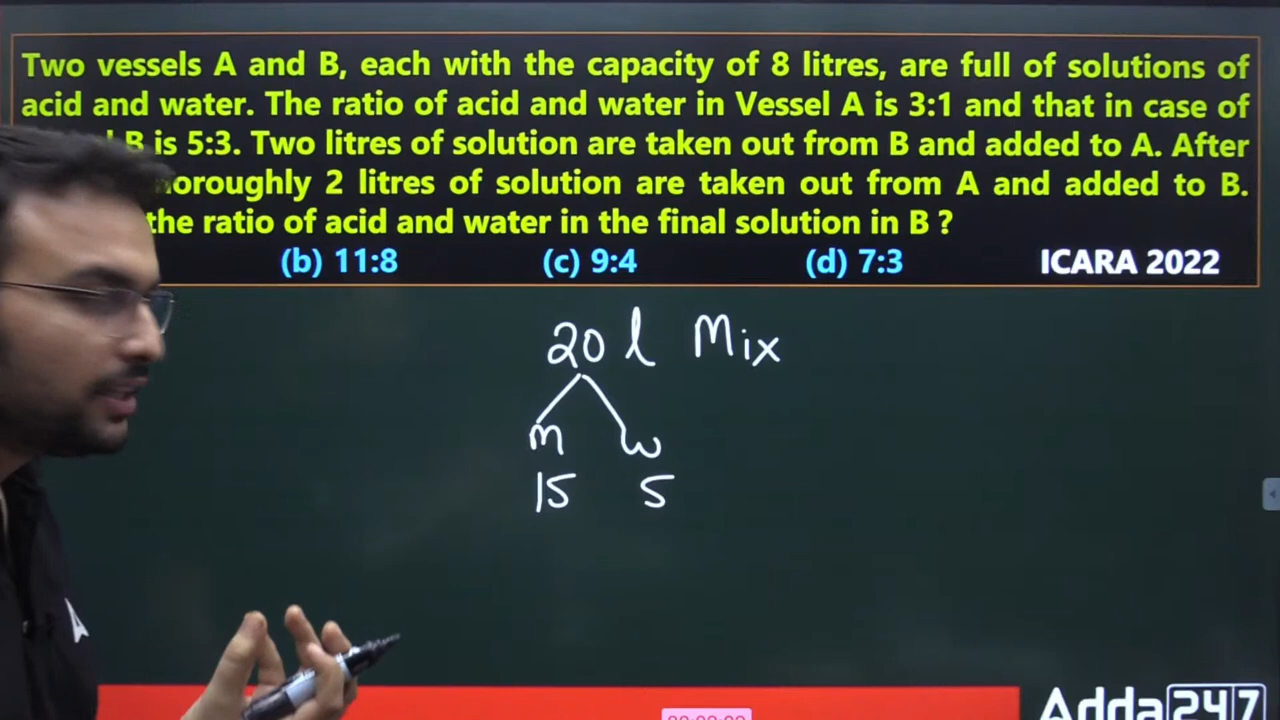 Two vessels A and B, each with the capacity of 8 litres, are full of solutions of
acid and water. The ratio of acid and water in Vessel A is 3:1 and that in case of
B is 5:3. Two litres of solution are taken out from B and added to A. After
2 litres of solution are taken out from A and added to B.
the ratio of acid and water in the final solution in B ?
(b) 11:8 (c) 9:4 (d) 7:3 ICARA 2022
20 l Mix
m w
15 5
Adda247